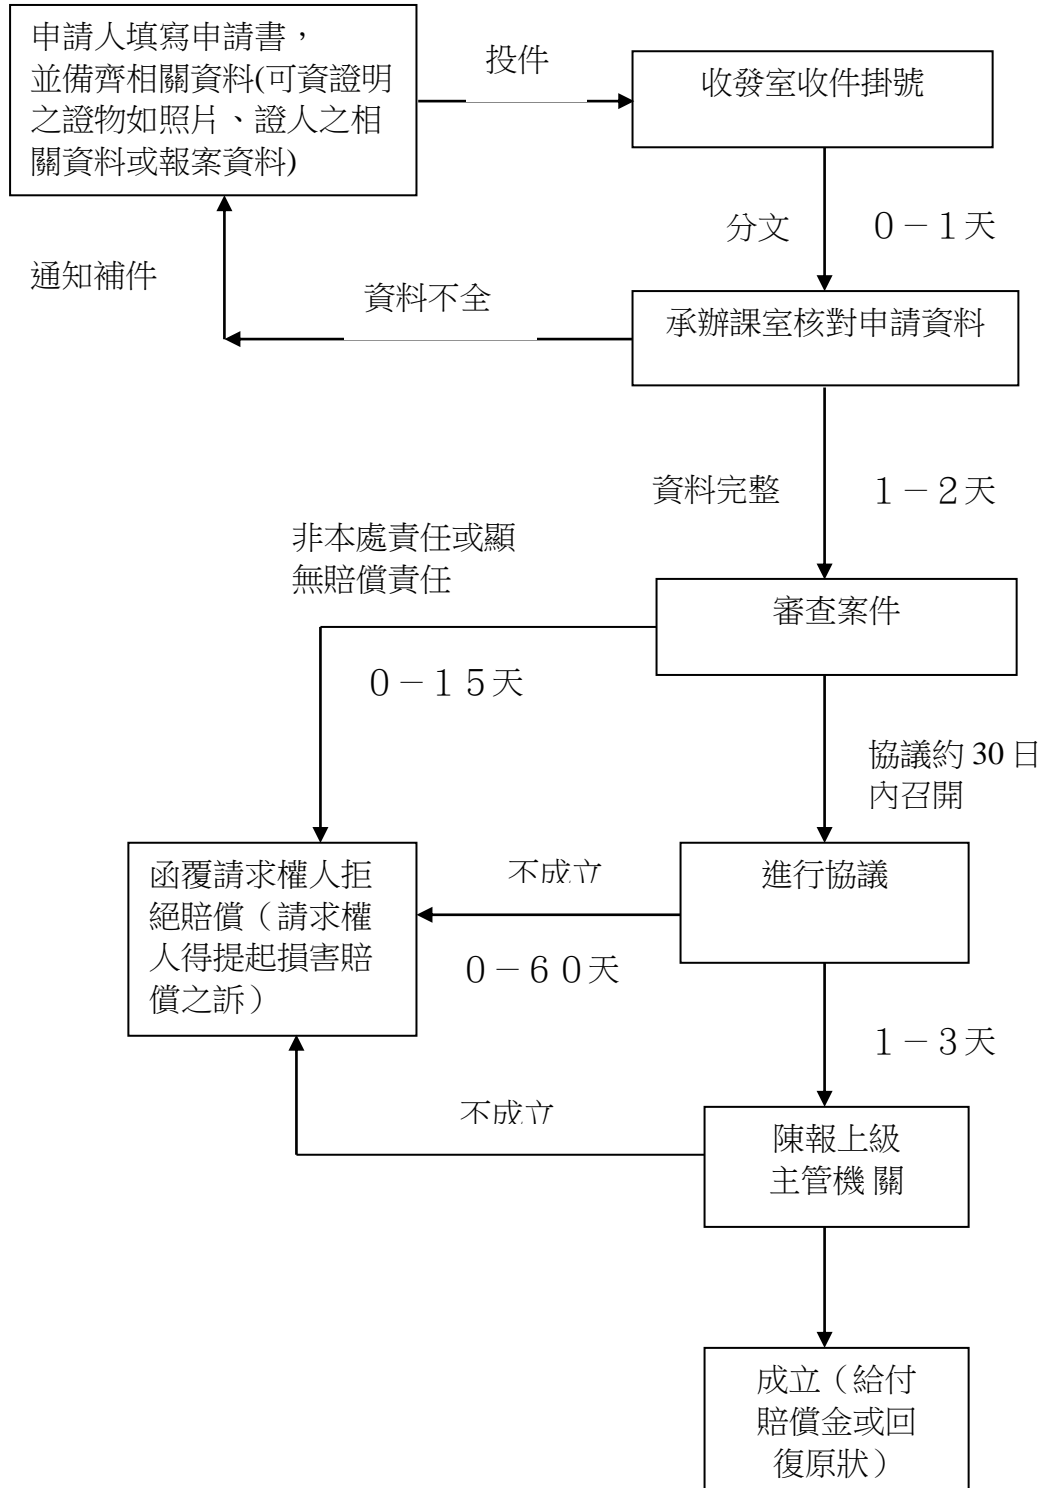 申請人填寫申請書，
並備齊相關資料(可資證明
之證物如照片、證人之相
關資料或報案資料)
投件
收發室收件掛號
分文
０－１天
通知補件
資料不全
承辦課室核對申請資料
資料完整
１－２天
非本處責任或顯
無賠償責任
審查案件
０－１５天
協議約 30 日
內召開
函覆請求權人拒
絕賠償（請求權
人得提起損害賠
償之訴）
不成立
進行協議
０－６０天
１－３天
不成立
陳報上級
主管機 關
成立（給付
賠償金或回
復原狀）